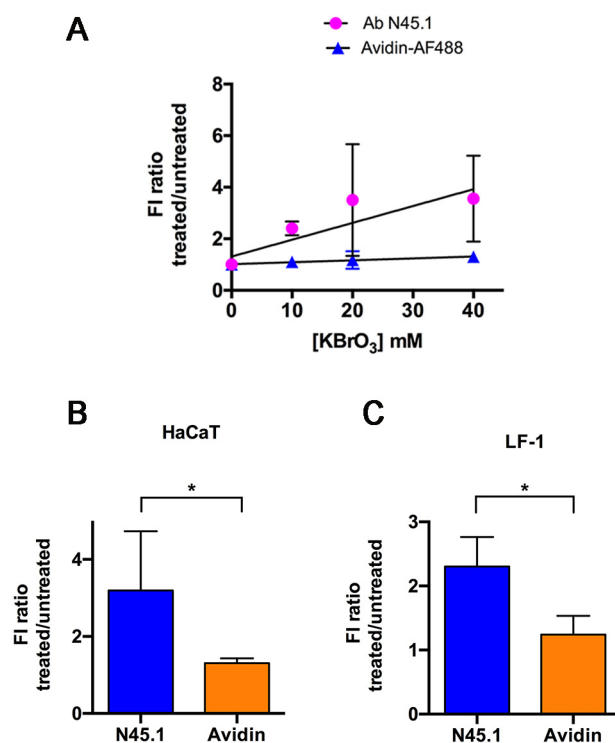 A
Ab N45.1
Avidin-AF488
FI ratio
treated/untreated
8
6
4
2
0
0 10 20 30 40
[KBrO₃] mM
B
HaCaT
*
FI ratio
treated/untreated
4
2
0
N45.1 Avidin
C
LF-1
*
FI ratio
treated/untreated
3
2
1
0
N45.1 Avidin